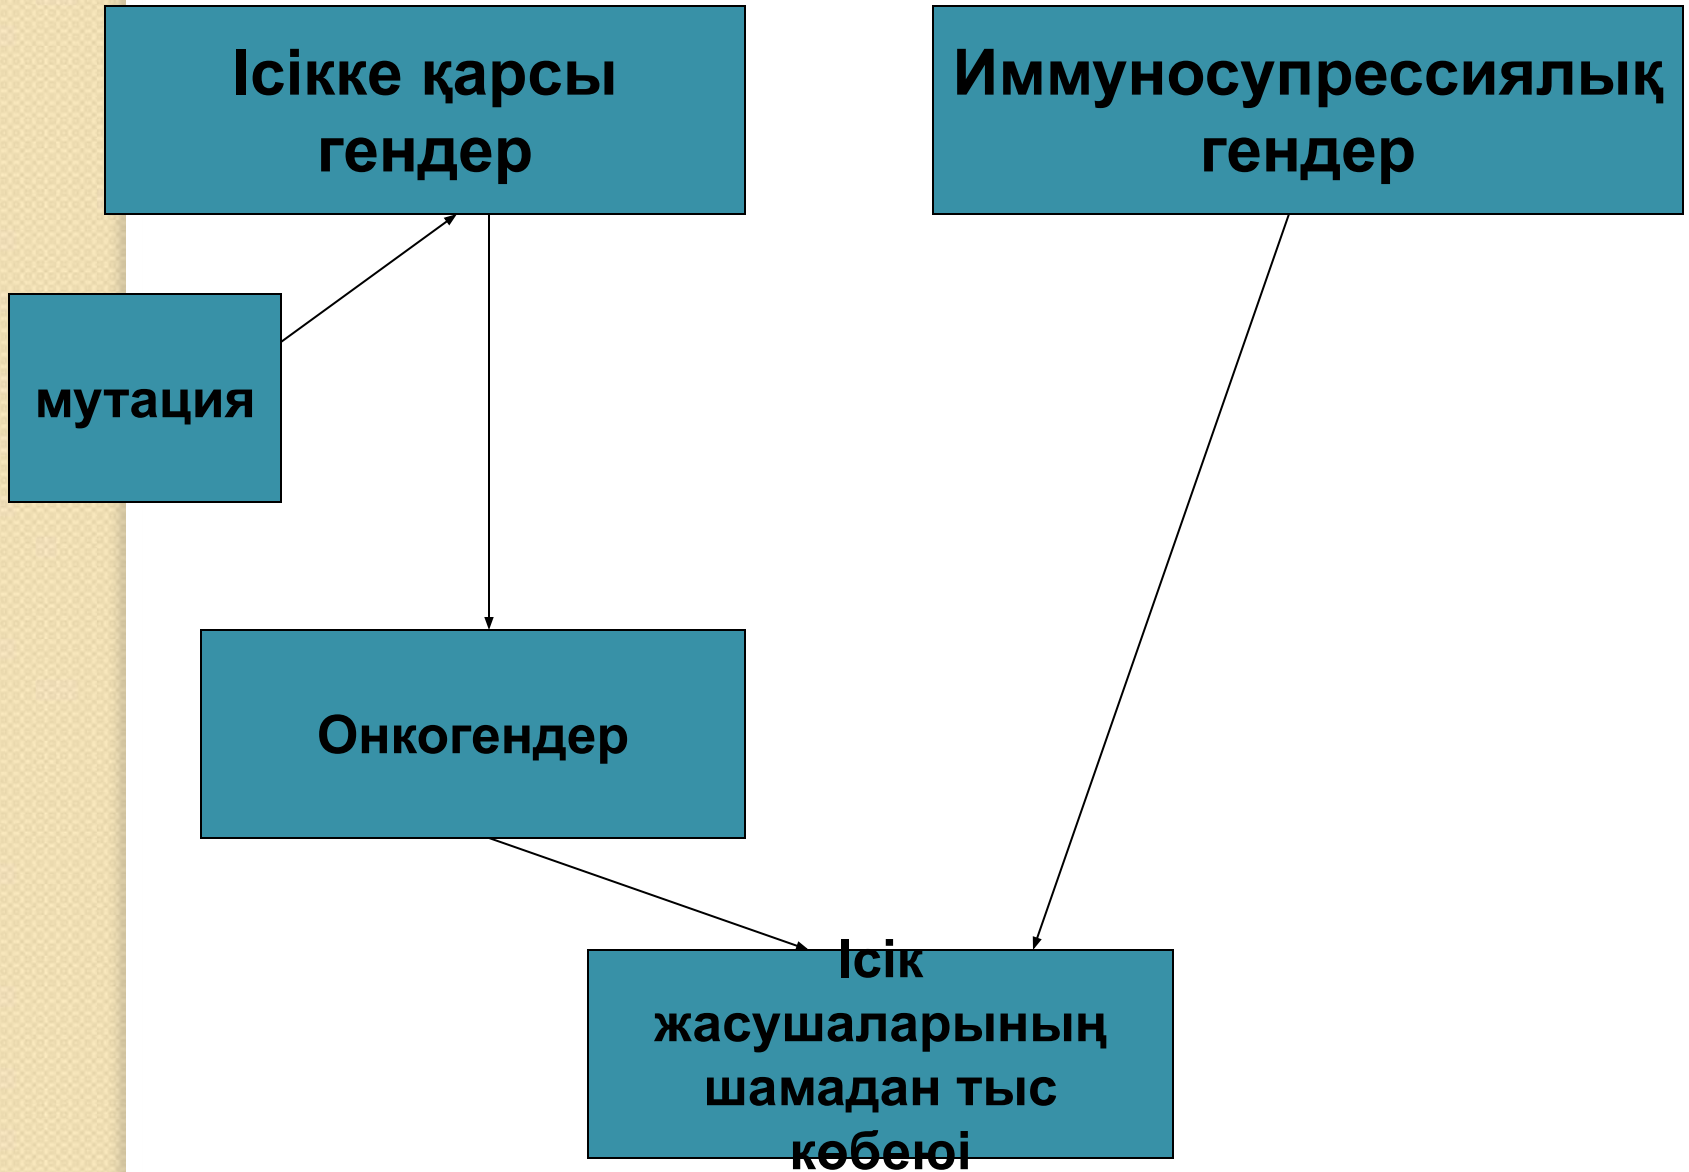 Ісікке қарсы
гендер
Иммуносупрессиялық
гендер
мутация
Онкогендер
Ісік
жасушаларының
шамадан тыс
көбеюі